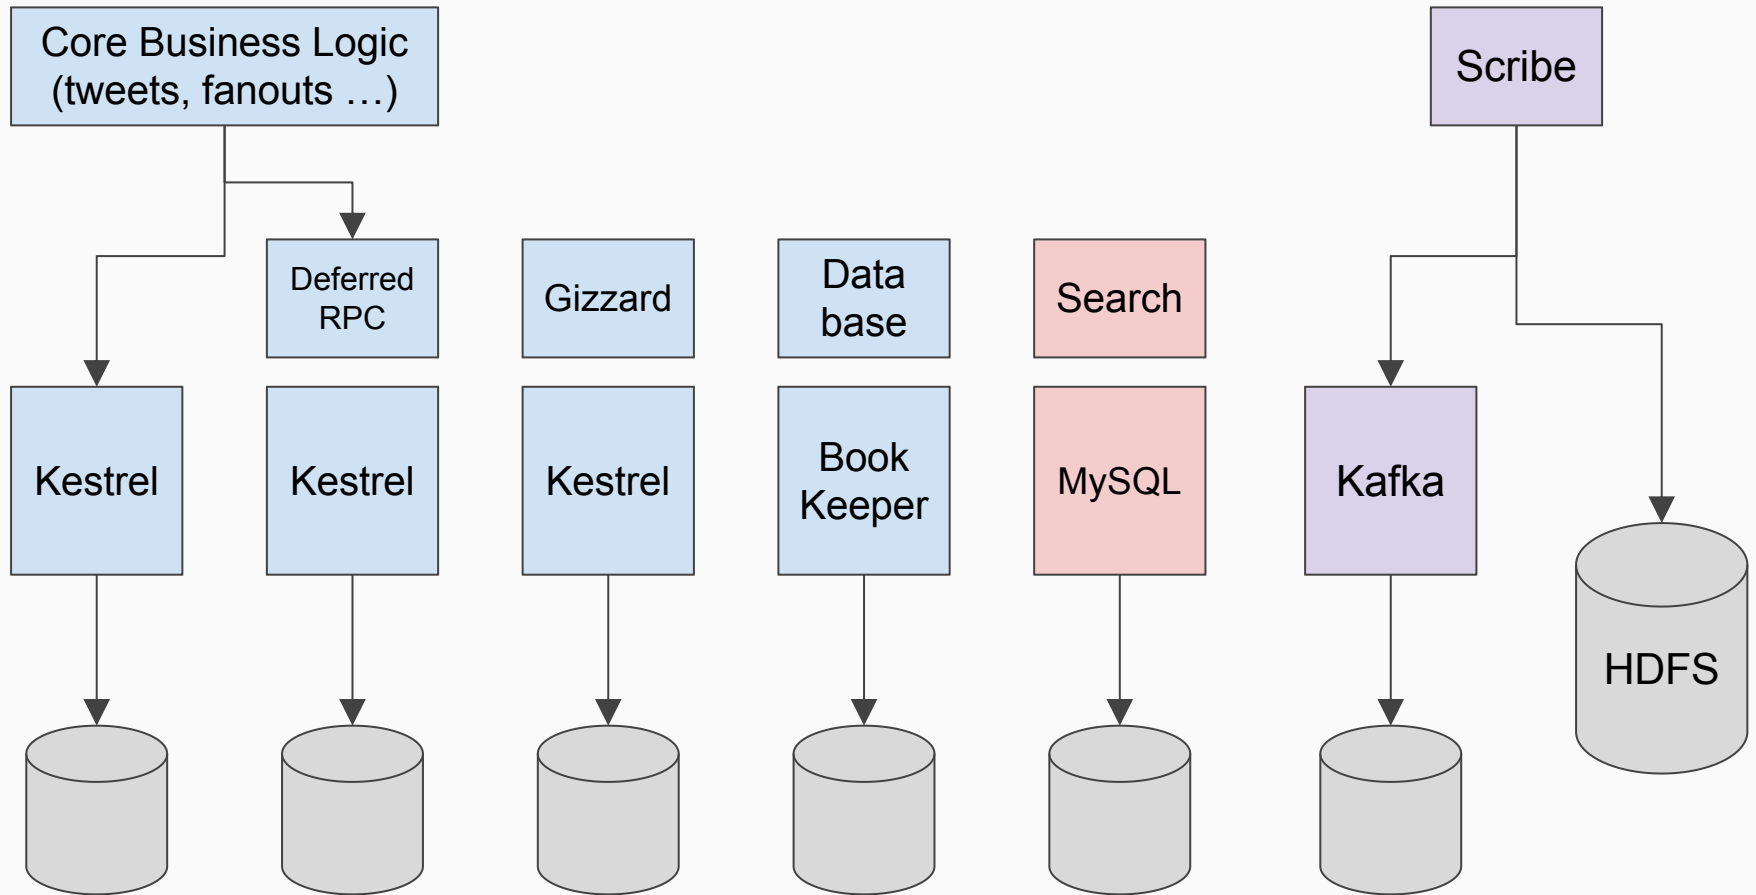 Core Business Logic
(tweets, fanouts …)
Scribe
Deferred
RPC
Gizzard
Data
base
Search
Kestrel
Kestrel
Kestrel
Book
Keeper
MySQL
Kafka
HDFS